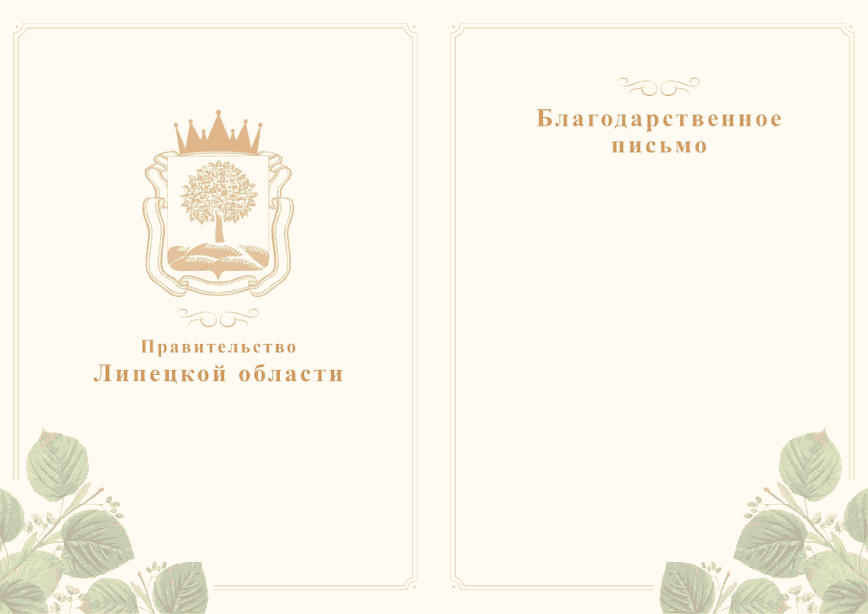 Правительство
Липецкой области
Благодарственное
письмо